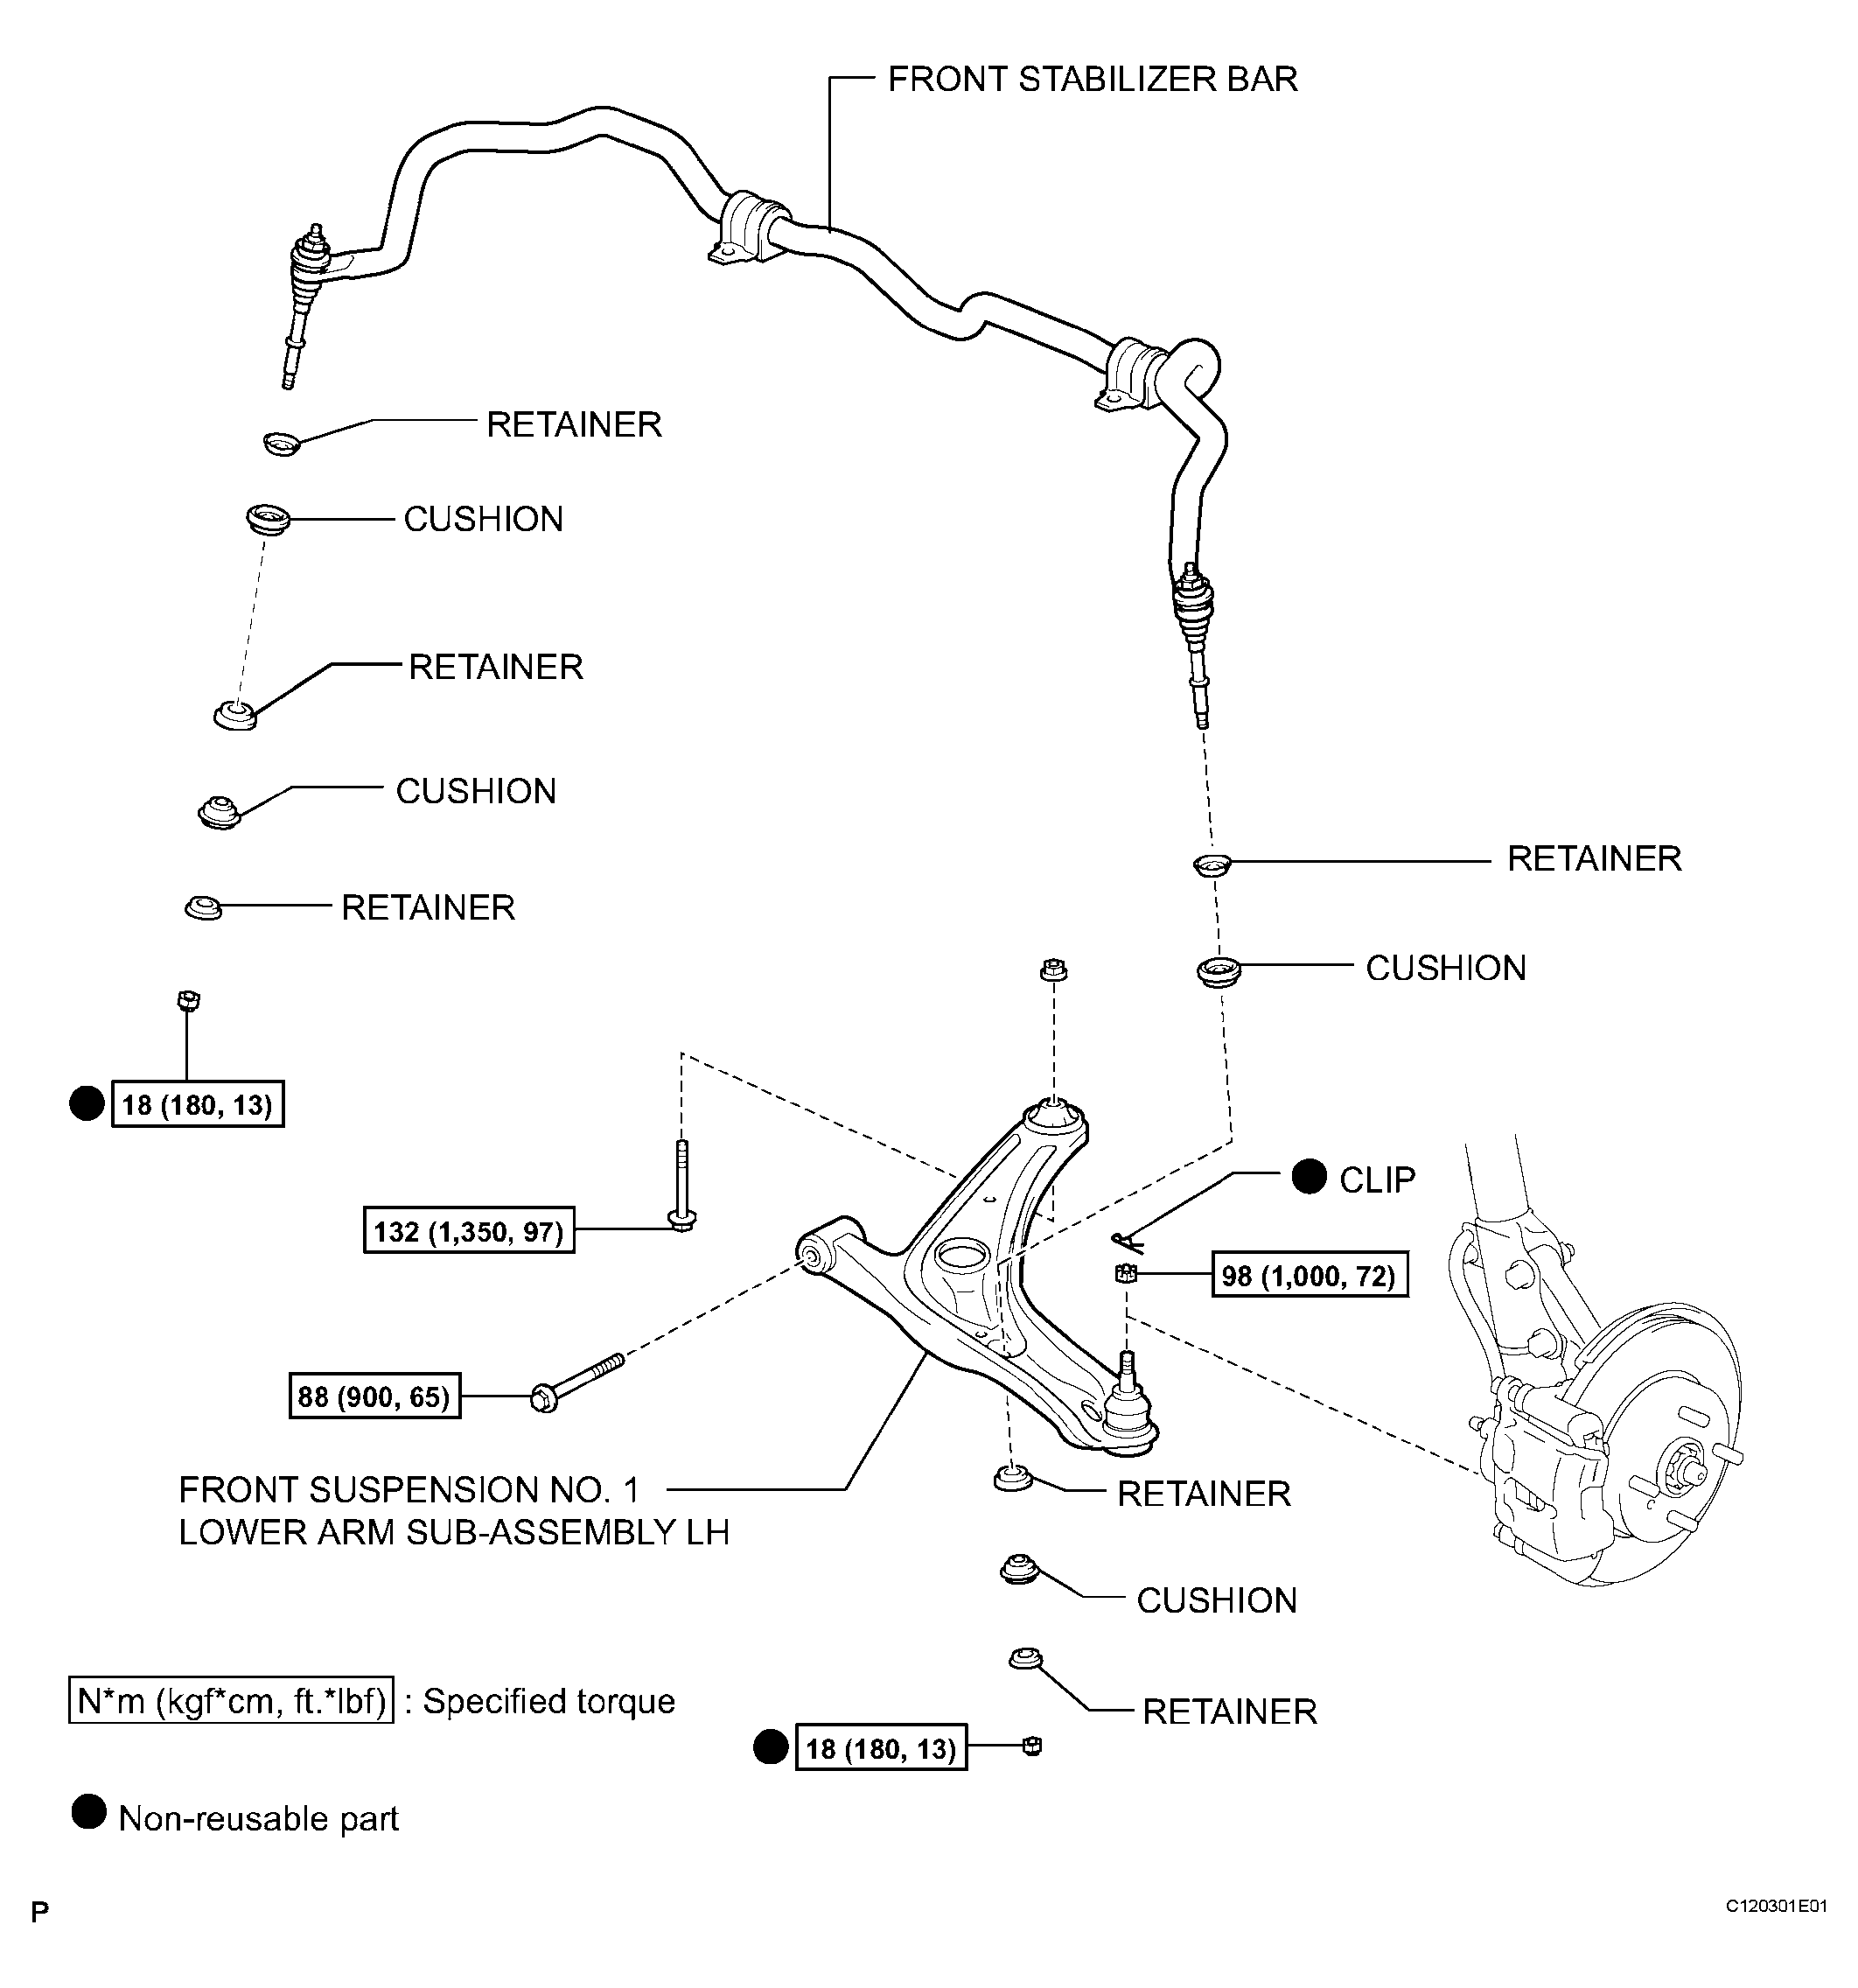 FRONT STABILIZER BAR
RETAINER
CUSHION
RETAINER
CUSHION
RETAINER
RETAINER
CUSHION
18 (180, 13)
CLIP
132 (1,350, 97)
98 (1,000, 72)
88 (900, 65)
FRONT SUSPENSION NO. 1
LOWER ARM SUB-ASSEMBLY LH
RETAINER
CUSHION
N*m (kgf*cm, ft.*lbf) : Specified torque
RETAINER
18 (180, 13)
Non-reusable part
P
C120301E01